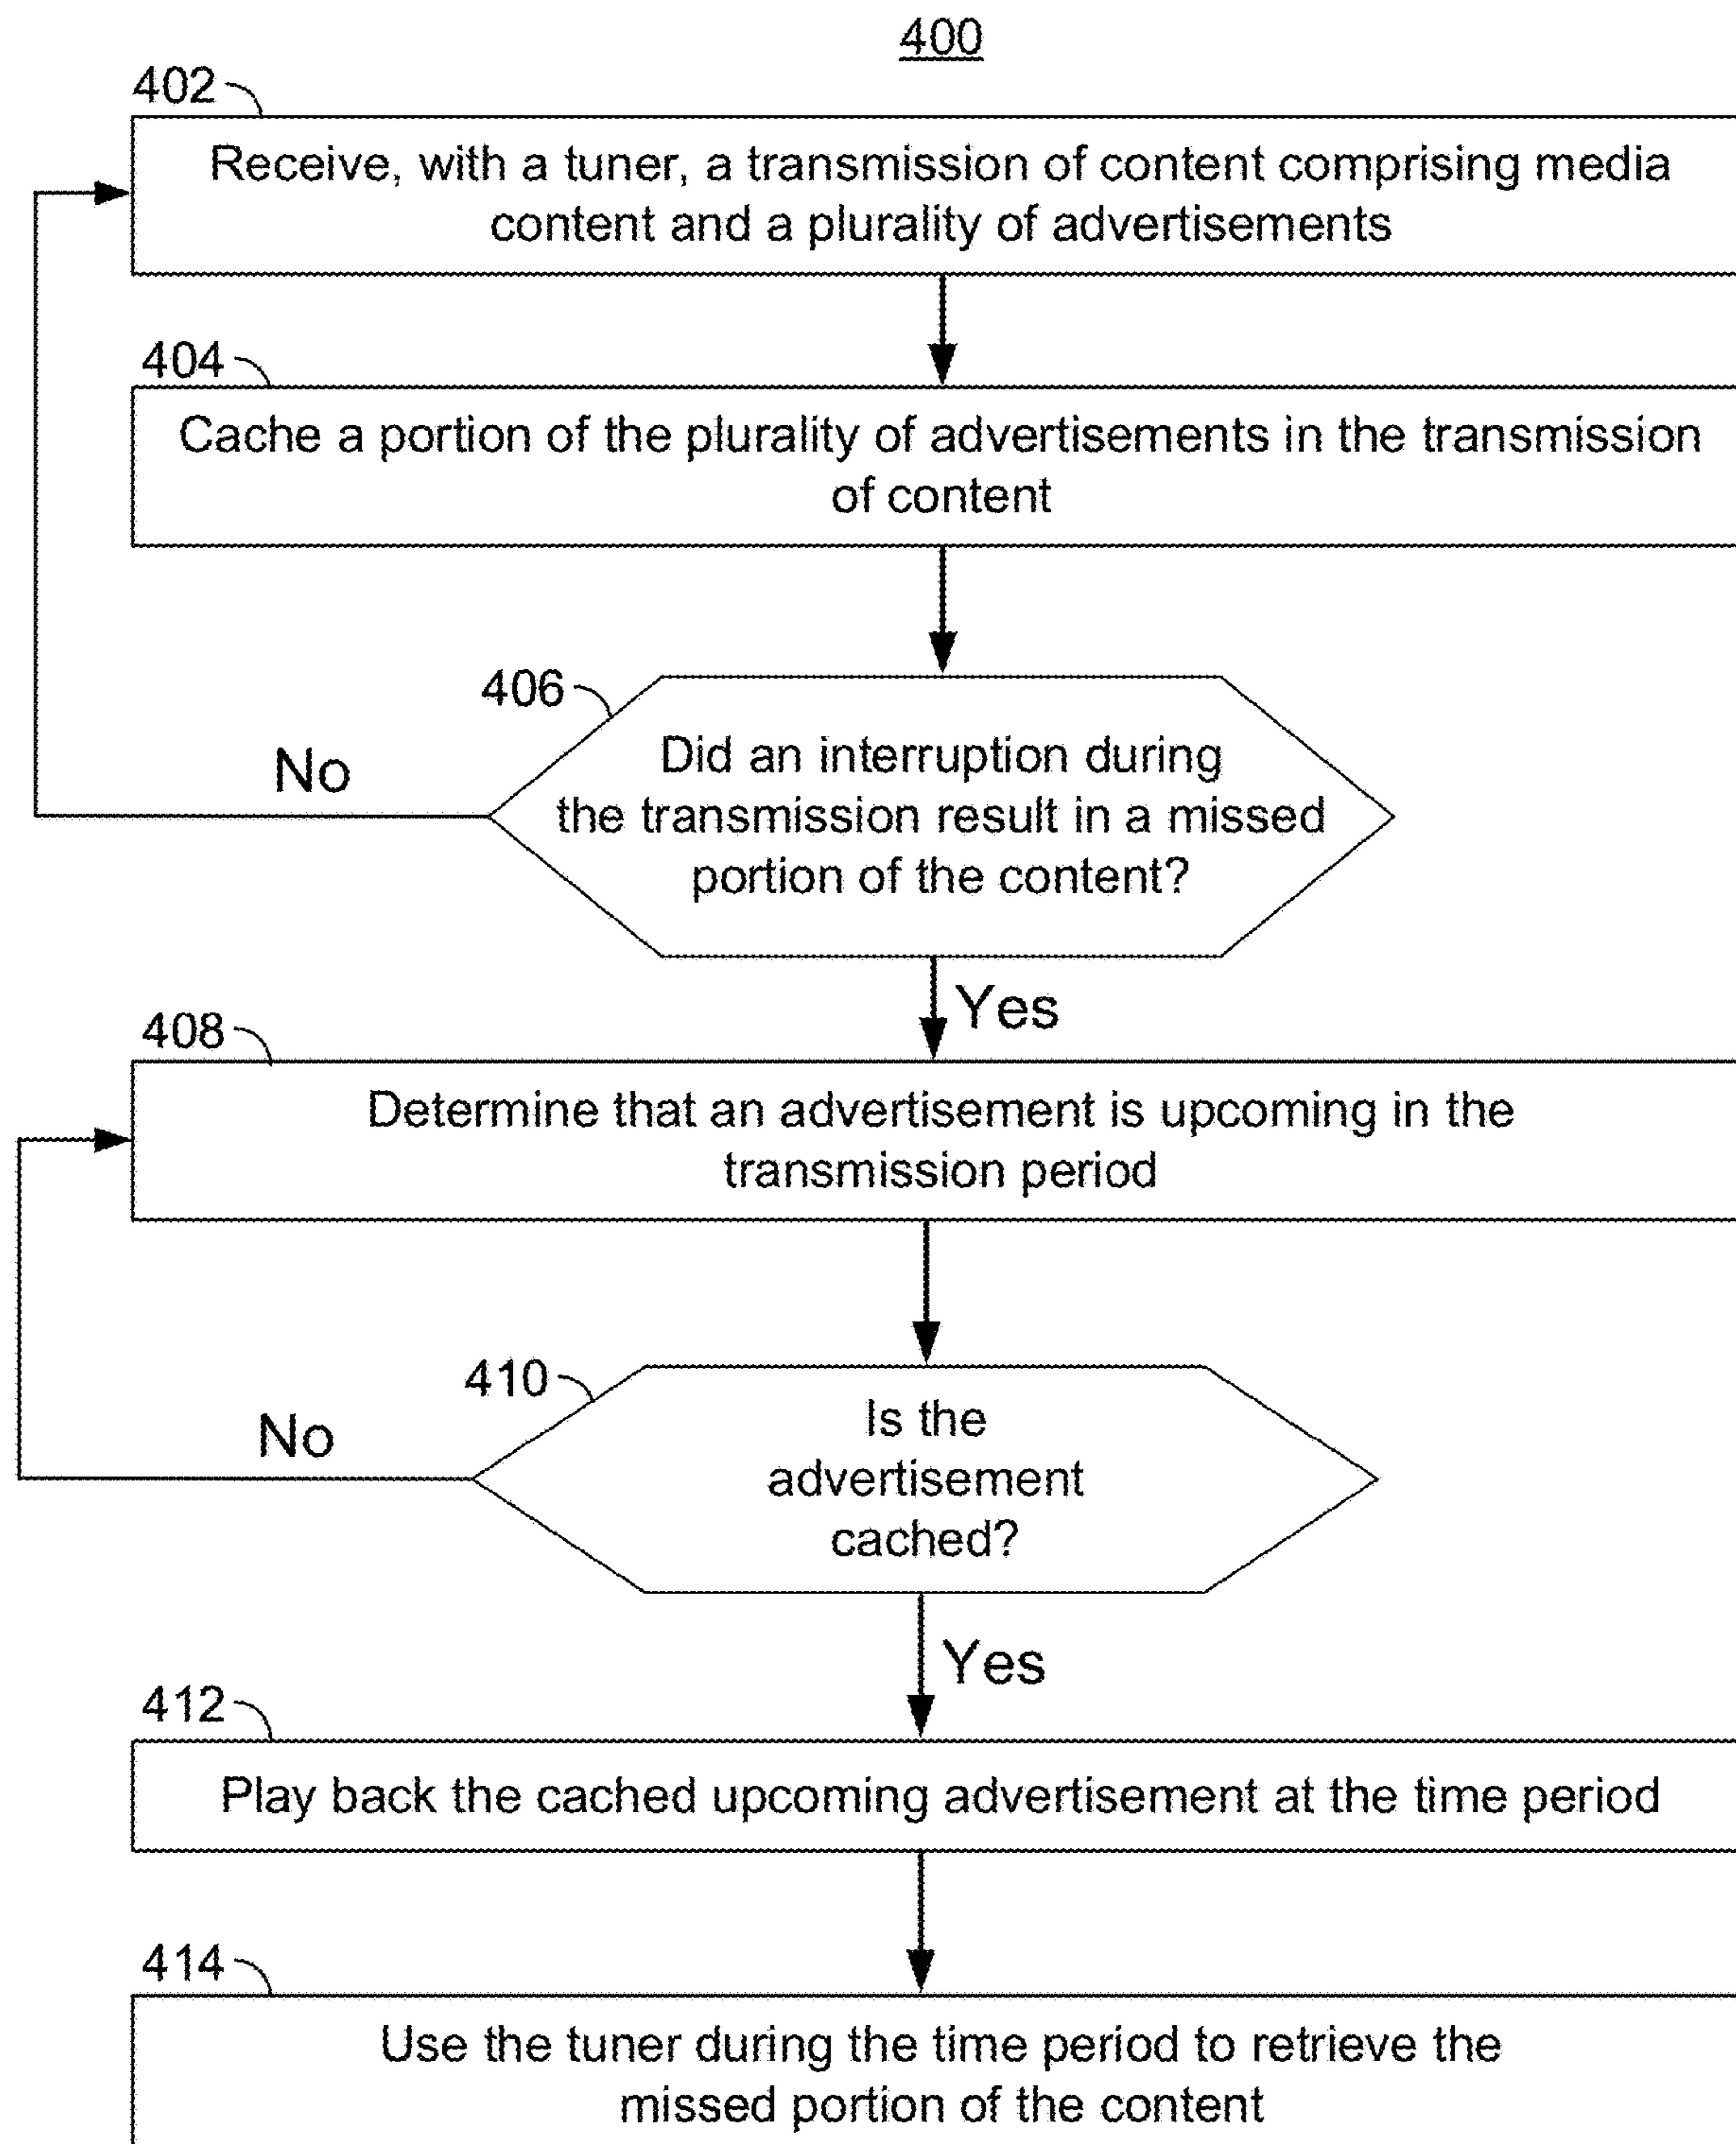 400
402
Receive, with a tuner, a transmission of content comprising media
content and a plurality of advertisements
404
Cache a portion of the plurality of advertisements in the transmission
of content
406
Did an interruption during
the transmission result in a missed
portion of the content?
No
Yes
408
Determine that an advertisement is upcoming in the
transmission period
410
Is the
advertisement
cached?
No
Yes
412
Play back the cached upcoming advertisement at the time period
414
Use the tuner during the time period to retrieve the
missed portion of the content